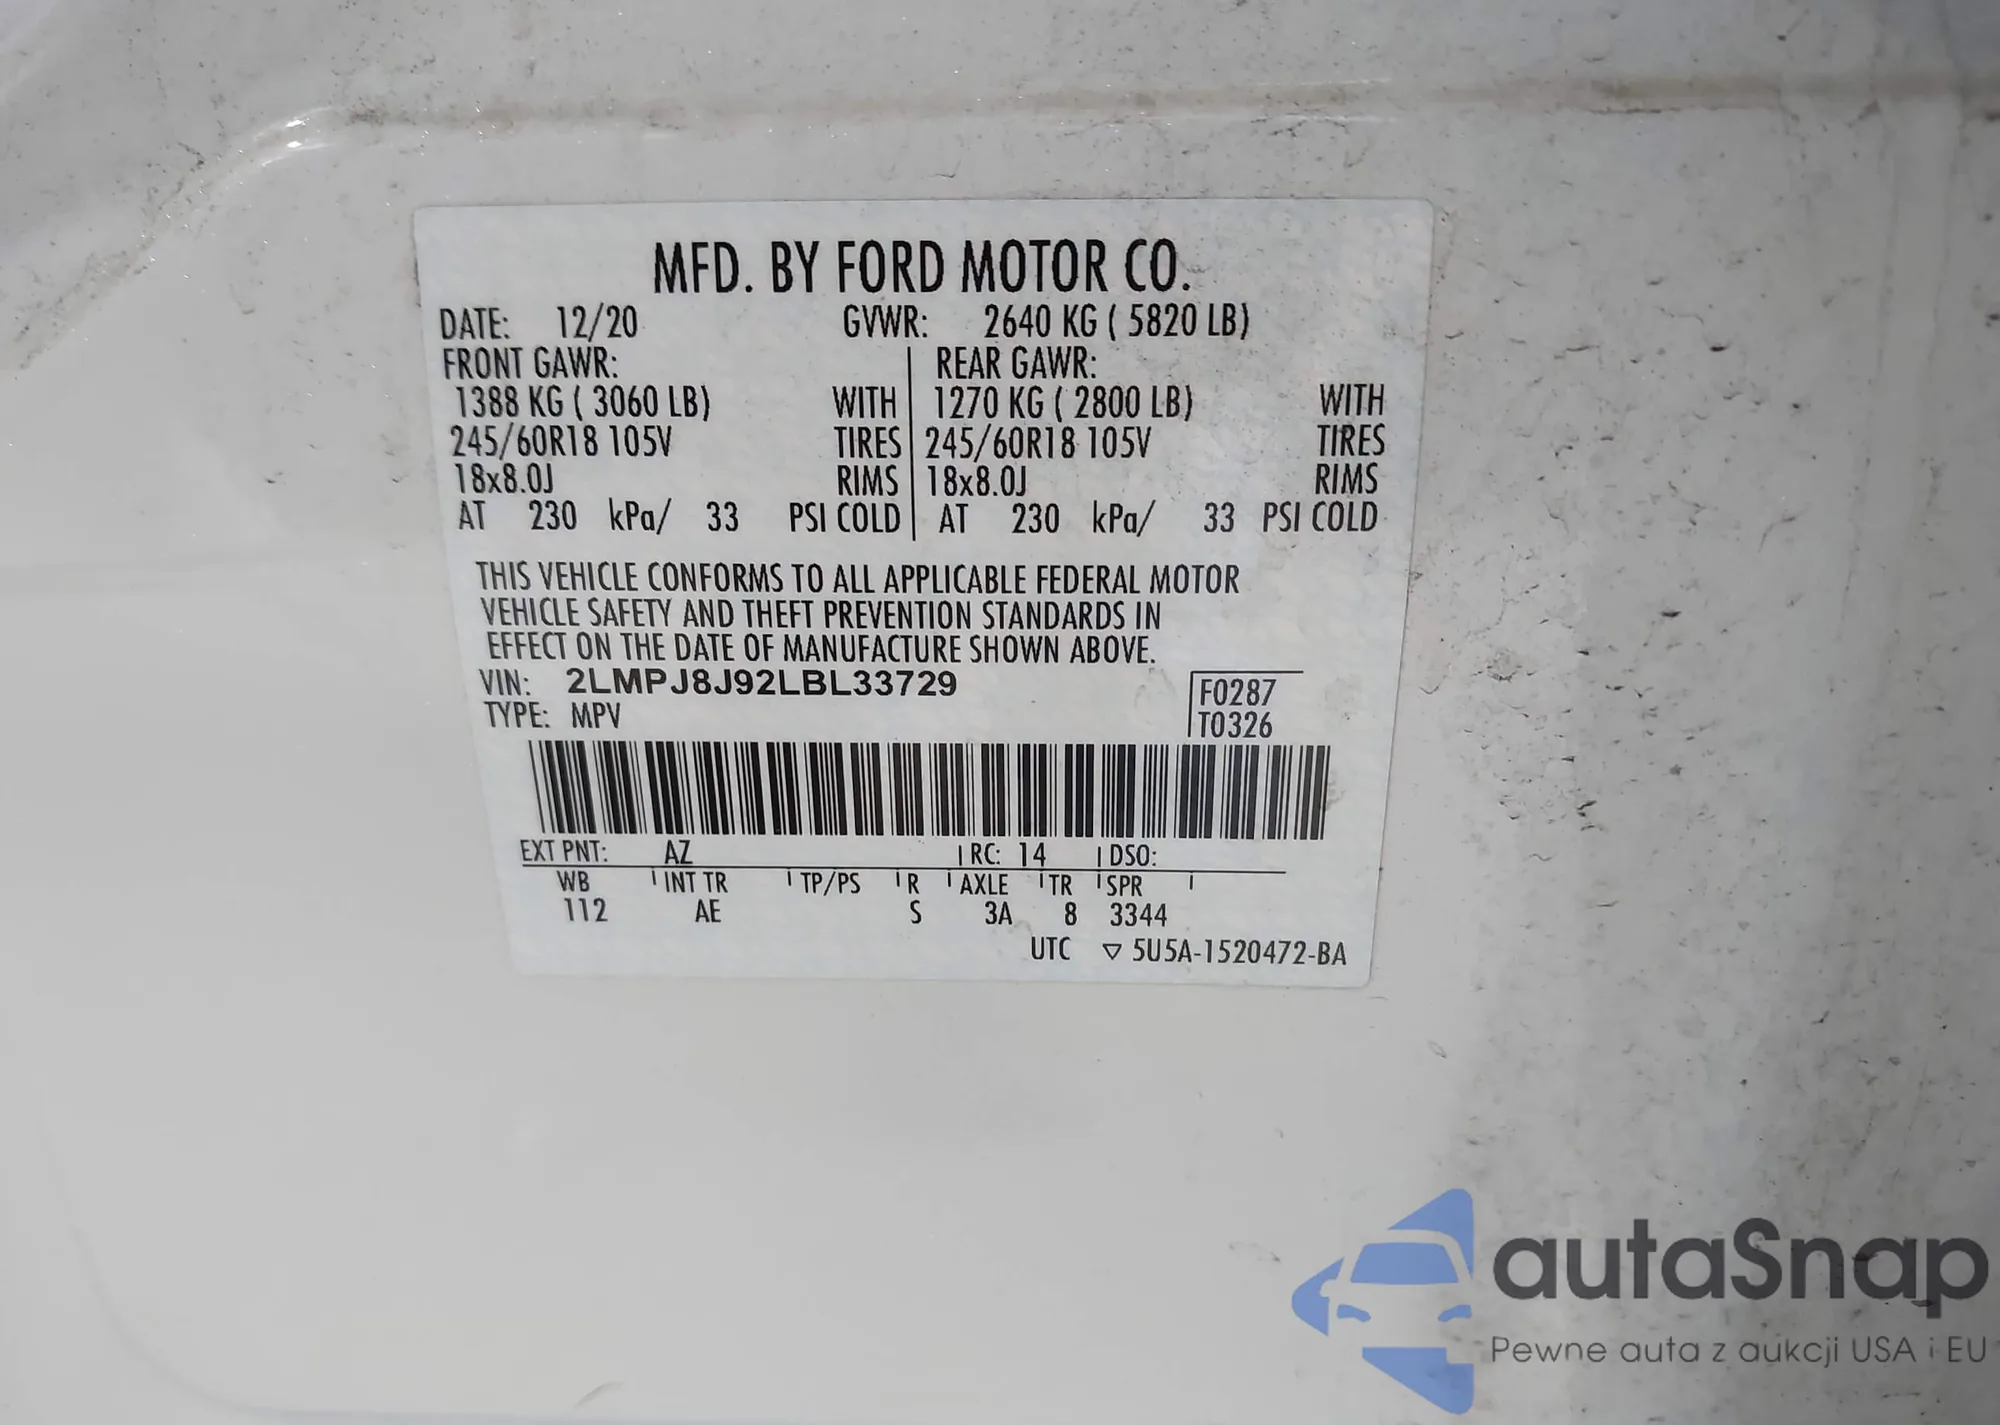 MFD. BY FORD MOTOR CO.
DATE: 12/20 GVWR: 2640 KG ( 5820 LB)
FRONT GAWR: REAR GAWR:
1388 KG ( 3060 LB) WITH 1270 KG ( 2800 LB) WITH
245/60R18 105V TIRES 245/60R18 105V TIRES
18x8.0J RIMS 18x8.0J RIMS
AT 230 kPa/ 33 PSI COLD AT 230 kPa/ 33 PSI COLD
THIS VEHICLE CONFORMS TO ALL APPLICABLE FEDERAL MOTOR
VEHICLE SAFETY AND THEFT PREVENTION STANDARDS IN
EFFECT ON THE DATE OF MANUFACTURE SHOWN ABOVE.
VIN: 2LMPJ8J92LBL33729
F0287
TYPE: MPV
T0326
EXT PNT: AZ RC: 14 DSO:
WB INT TR TP/PS R AXLE TR SPR
112 AE S 3A 8 3344
UTC ▽ 5U5A-1520472-BA
autaSnap
Pewne auta z aukcji USA i EU